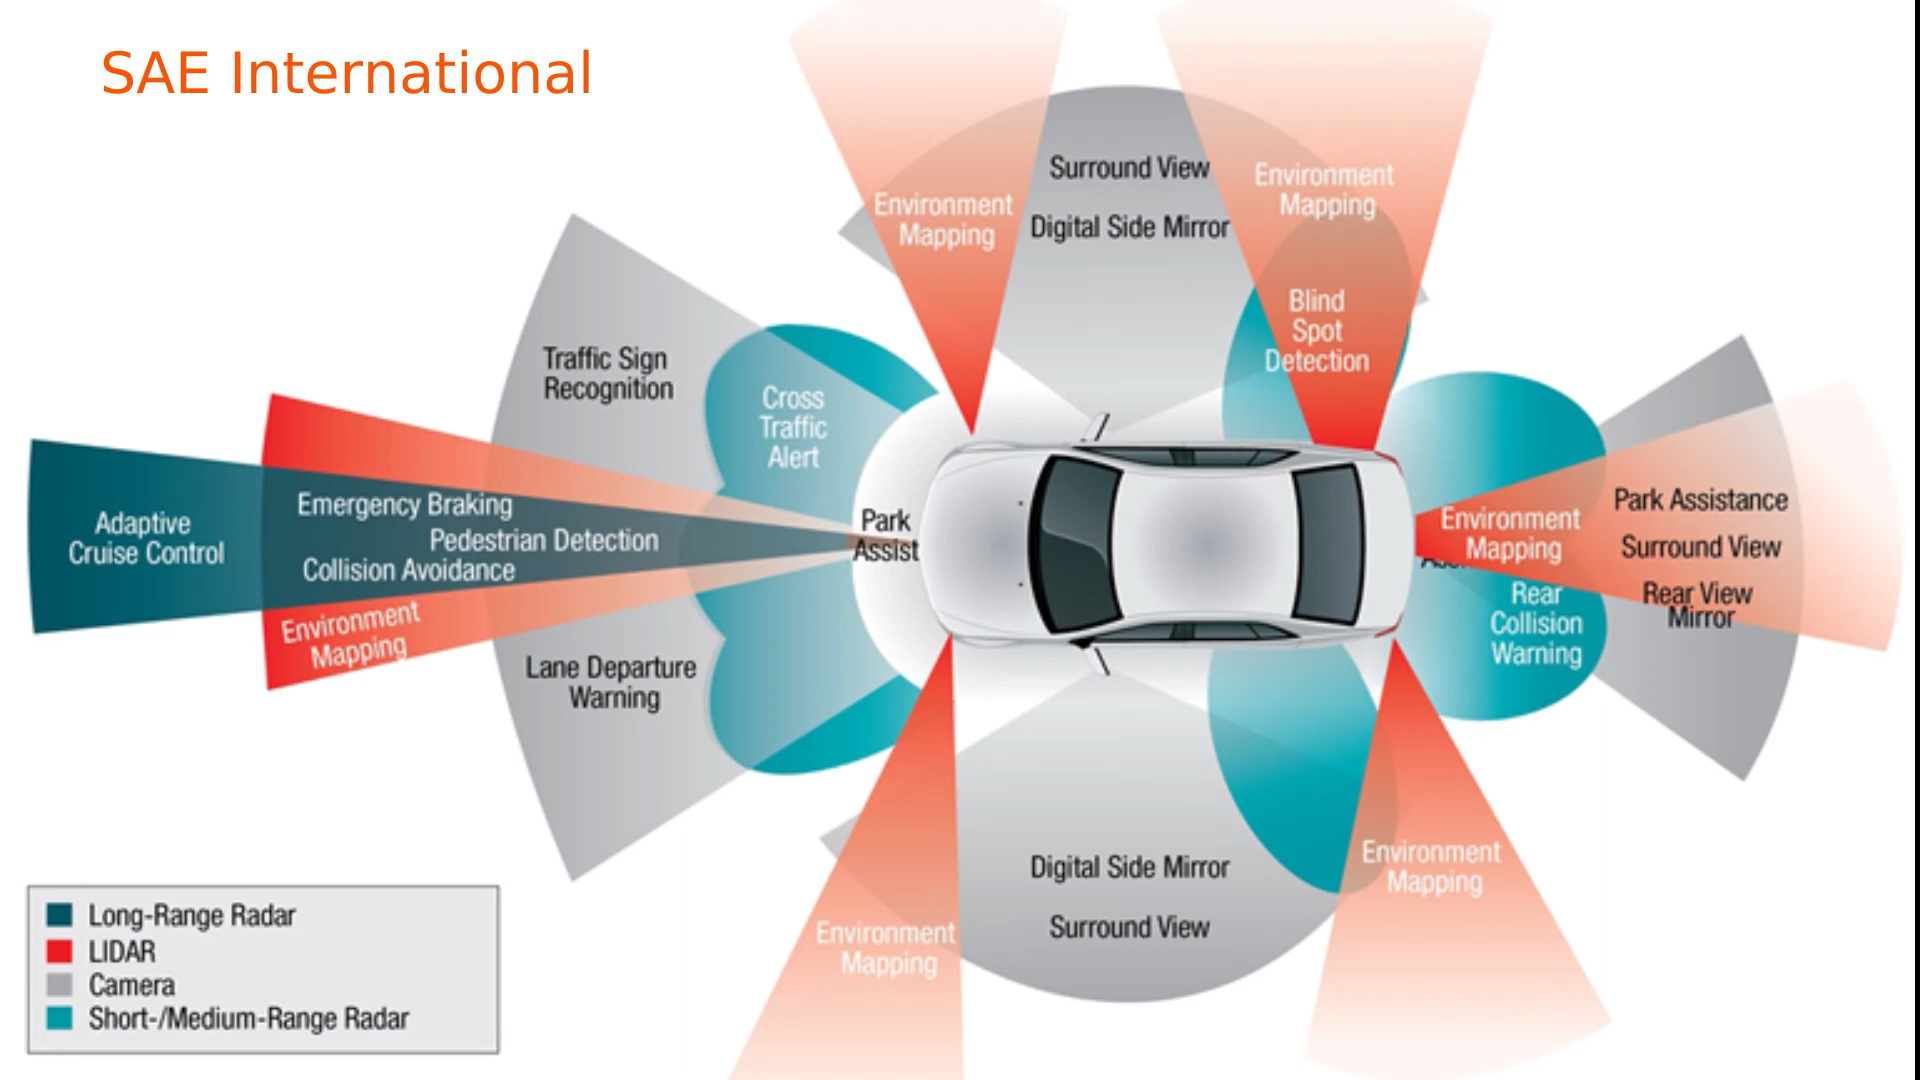 SAE International
Surround View
Digital Side Mirror
Environment
Mapping
Environment
Mapping
Blind
Spot
Detection
Traffic Sign
Recognition
Cross
Traffic
Alert
Adaptive
Cruise Control
Emergency Braking
Pedestrian Detection
Collision Avoidance
Environment
Mapping
Lane Departure
Warning
Park
Assist
Environment
Mapping
Park Assistance
Surround View
Rear View
Mirror
Rear
Collision
Warning
Digital Side Mirror
Surround View
Environment
Mapping
Environment
Mapping
Long-Range Radar
LIDAR
Camera
Short-/Medium-Range Radar